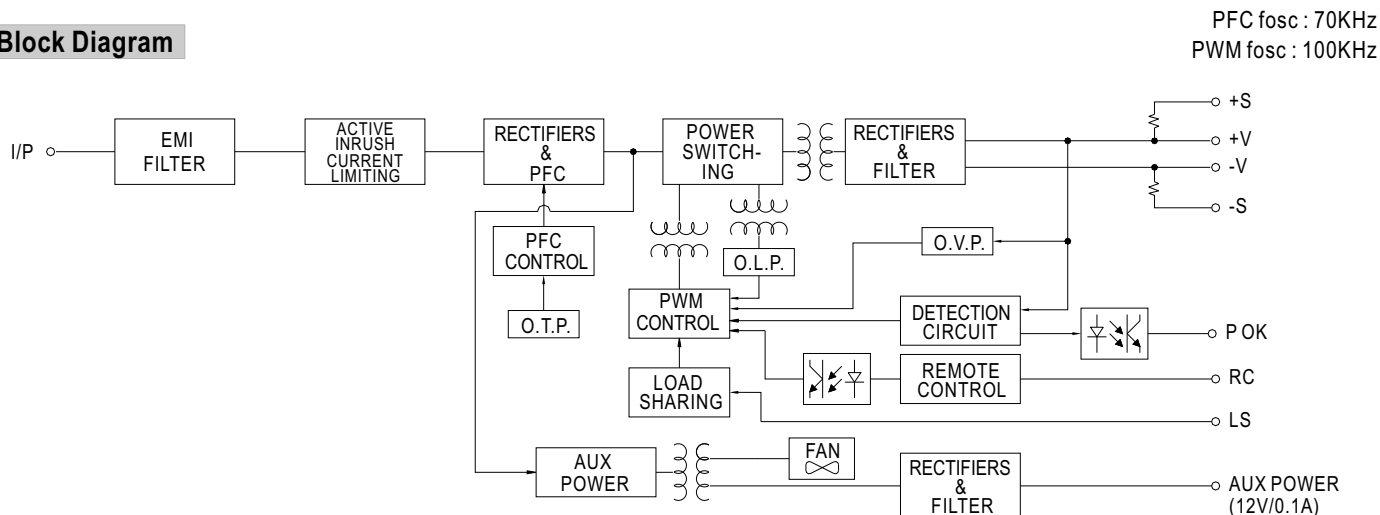 Block Diagram
PFC fosc : 70KHz
PWM fosc : 100KHz
I/P
EMI
FILTER
ACTIVE
INRUSH
CURRENT
LIMITING
RECTIFIERS
&
PFC
POWER
SWITCH-
ING
RECTIFIERS
&
FILTER
+S
+V
-V
-S
PFC
CONTROL
O.T.P.
O.L.P.
O.V.P.
PWM
CONTROL
DETECTION
CIRCUIT
P OK
LOAD
SHARING
REMOTE
CONTROL
RC
LS
AUX
POWER
FAN
RECTIFIERS
&
FILTER
AUX POWER
(12V/0.1A)